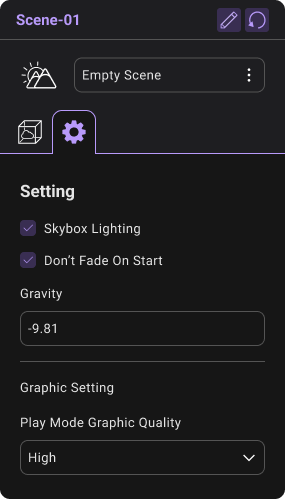 Scene-01
Empty Scene
Setting
Skybox Lighting
Don’t Fade On Start
Gravity
-9.81
Graphic Setting
Play Mode Graphic Quality
High